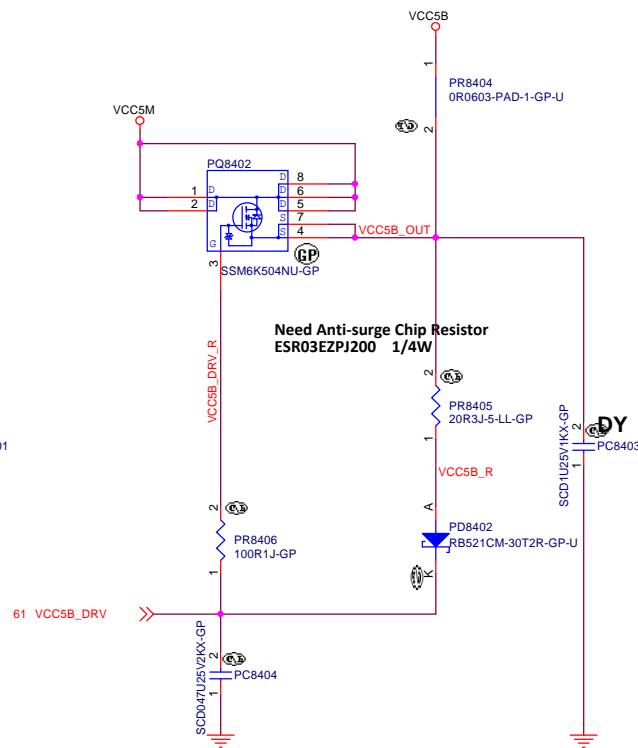 VCC5B
1
PR8404
0R0603-PAD-1-GP-U
2
VCC5M
PQ8402
D 8
1 D D 6
2 D D 5
S 7
S 4
VCC5B_OUT
G
3
GP
SSM6K504NU-GP
Need Anti-surge Chip Resistor
ESR03EZPJ200 1/4W
VCC5B_DRV_R
2
PR8405
20R3J-5-LL-GP
1
VCC5B_R
SCD1U25V1KX-GP
2
DY
PC8403
1
01
A
PD8402
RB521CM-30T2R-GP-U
K
2
PR8406
100R1J-GP
1
61 VCC5B_DRV
SCD047U25V2KX-GP
2
PC8404
1